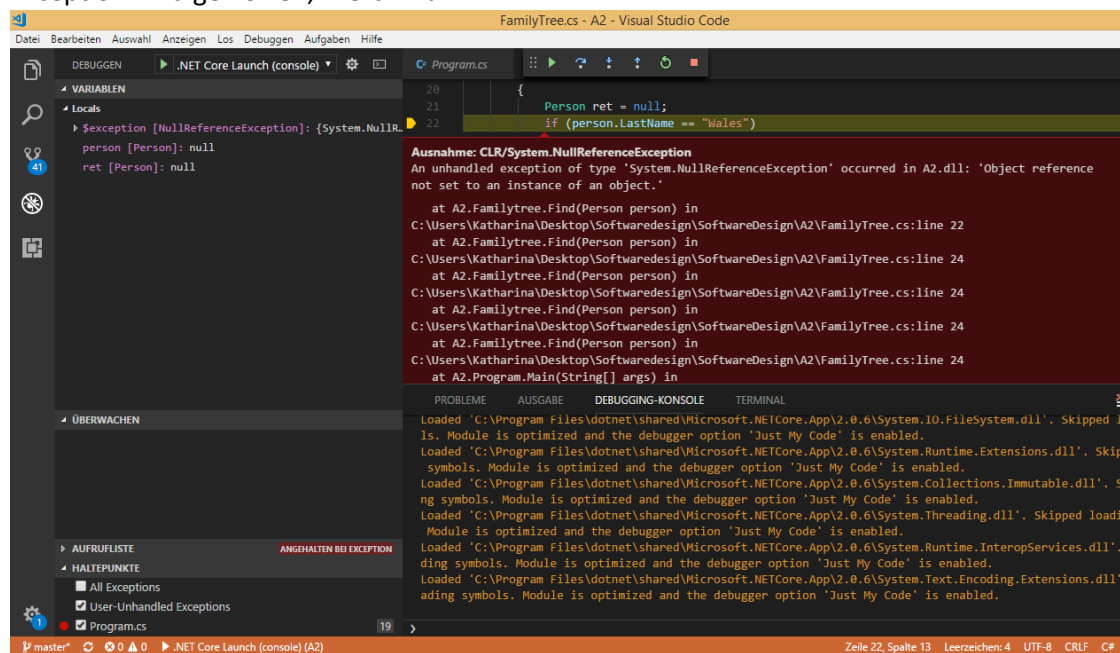 FamilyTree.cs - A2 - Visual Studio Code
Datei Bearbeiten Auswahl Anzeigen Los Debuggen Aufgaben Hilfe
DEBUGGEN .NET Core Launch (console)
VARIABLEN
Locals
$exception [NullReferenceException]: {System.NullR…
person [Person]: null
ret [Person]: null
41
ÜBERWACHEN
AUFRUFLISTE ANGEHALTEN BEI EXCEPTION
HALTEPUNKTE
All Exceptions
User-Unhandled Exceptions
Program.cs 19
1
C# Program.cs
20 {
21 Person ret = null;
22 if (person.LastName == "Wales")
Ausnahme: CLR/System.NullReferenceException
An unhandled exception of type 'System.NullReferenceException' occurred in A2.dll: 'Object reference
not set to an instance of an object.'
at A2.Familytree.Find(Person person) in
C:\Users\Katharina\Desktop\Softwaredesign\SoftwareDesign\A2\FamilyTree.cs:line 22
at A2.Familytree.Find(Person person) in
C:\Users\Katharina\Desktop\Softwaredesign\SoftwareDesign\A2\FamilyTree.cs:line 24
at A2.Familytree.Find(Person person) in
C:\Users\Katharina\Desktop\Softwaredesign\SoftwareDesign\A2\FamilyTree.cs:line 24
at A2.Familytree.Find(Person person) in
C:\Users\Katharina\Desktop\Softwaredesign\SoftwareDesign\A2\FamilyTree.cs:line 24
at A2.Familytree.Find(Person person) in
C:\Users\Katharina\Desktop\Softwaredesign\SoftwareDesign\A2\FamilyTree.cs:line 24
at A2.Program.Main(String[] args) in
PROBLEME AUSGABE DEBUGGING-KONSOLE TERMINAL
Loaded 'C:\Program Files\dotnet\shared\Microsoft.NETCore.App\2.0.6\System.IO.FileSystem.dll'. Skipped
ls. Module is optimized and the debugger option 'Just My Code' is enabled.
Loaded 'C:\Program Files\dotnet\shared\Microsoft.NETCore.App\2.0.6\System.Runtime.Extensions.dll'. Skip
symbols. Module is optimized and the debugger option 'Just My Code' is enabled.
Loaded 'C:\Program Files\dotnet\shared\Microsoft.NETCore.App\2.0.6\System.Collections.Immutable.dll'. S
ng symbols. Module is optimized and the debugger option 'Just My Code' is enabled.
Loaded 'C:\Program Files\dotnet\shared\Microsoft.NETCore.App\2.0.6\System.Threading.dll'. Skipped loadi
Module is optimized and the debugger option 'Just My Code' is enabled.
Loaded 'C:\Program Files\dotnet\shared\Microsoft.NETCore.App\2.0.6\System.Runtime.InteropServices.dll'.
ding symbols. Module is optimized and the debugger option 'Just My Code' is enabled.
Loaded 'C:\Program Files\dotnet\shared\Microsoft.NETCore.App\2.0.6\System.Text.Encoding.Extensions.dll'
ading symbols. Module is optimized and the debugger option 'Just My Code' is enabled.
master* 0 0 .NET Core Launch (console) (A2) Zeile 22, Spalte 13 Leerzeichen: 4 UTF-8 CRLF C#